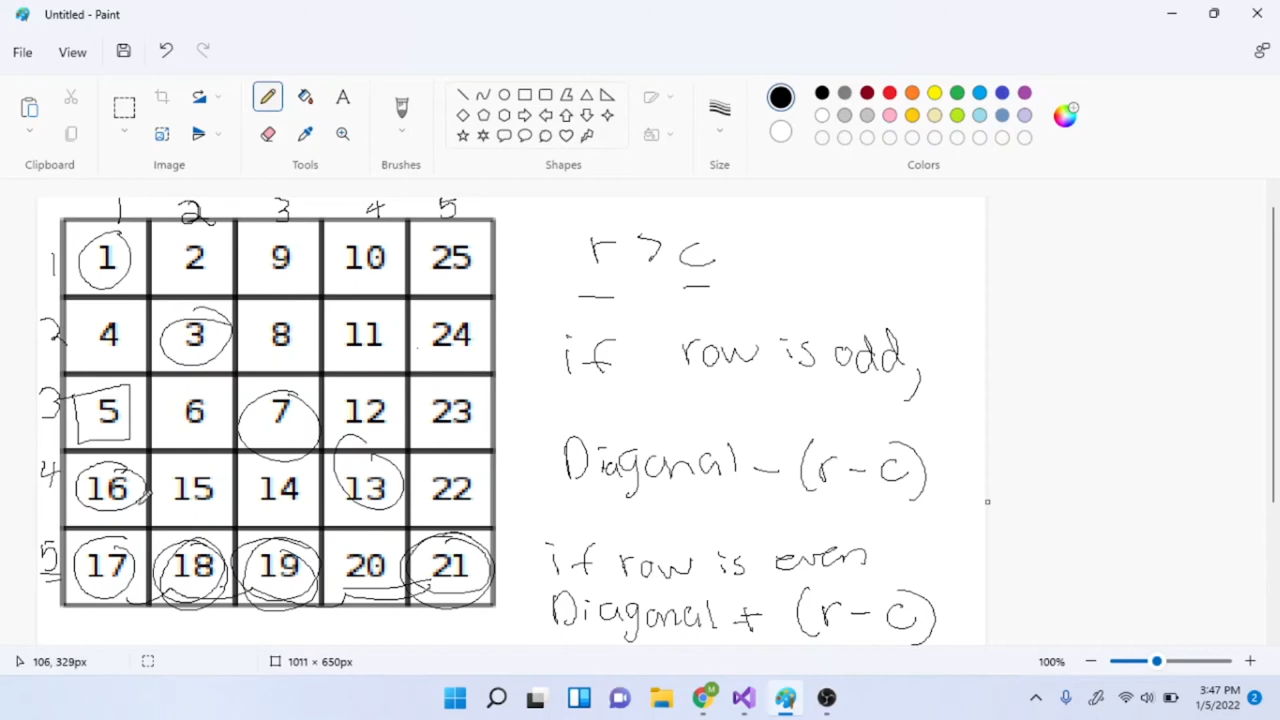 Untitled - Paint
File View
Clipboard Image Tools Brushes Shapes Size Colors
1 2 3 4 5
1 1 2 9 10 25
2 4 3 8 11 24
3 5 6 7 12 23
4 16 15 14 13 22
5 17 18 19 20 21
r > c
if row is odd,
Diagonal - (r - c)
if row is even
Diagonal + (r - c)
106, 329px 1011 × 650px 100%
3:47 PM
1/5/2022 2